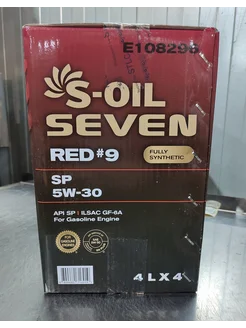 E108296
S-OIL
SEVEN
RED #9
FULLY
SYNTHETIC
SP
5W-30
API SP | ILSAC GF-6A
For Gasoline Engine
4 L X 4